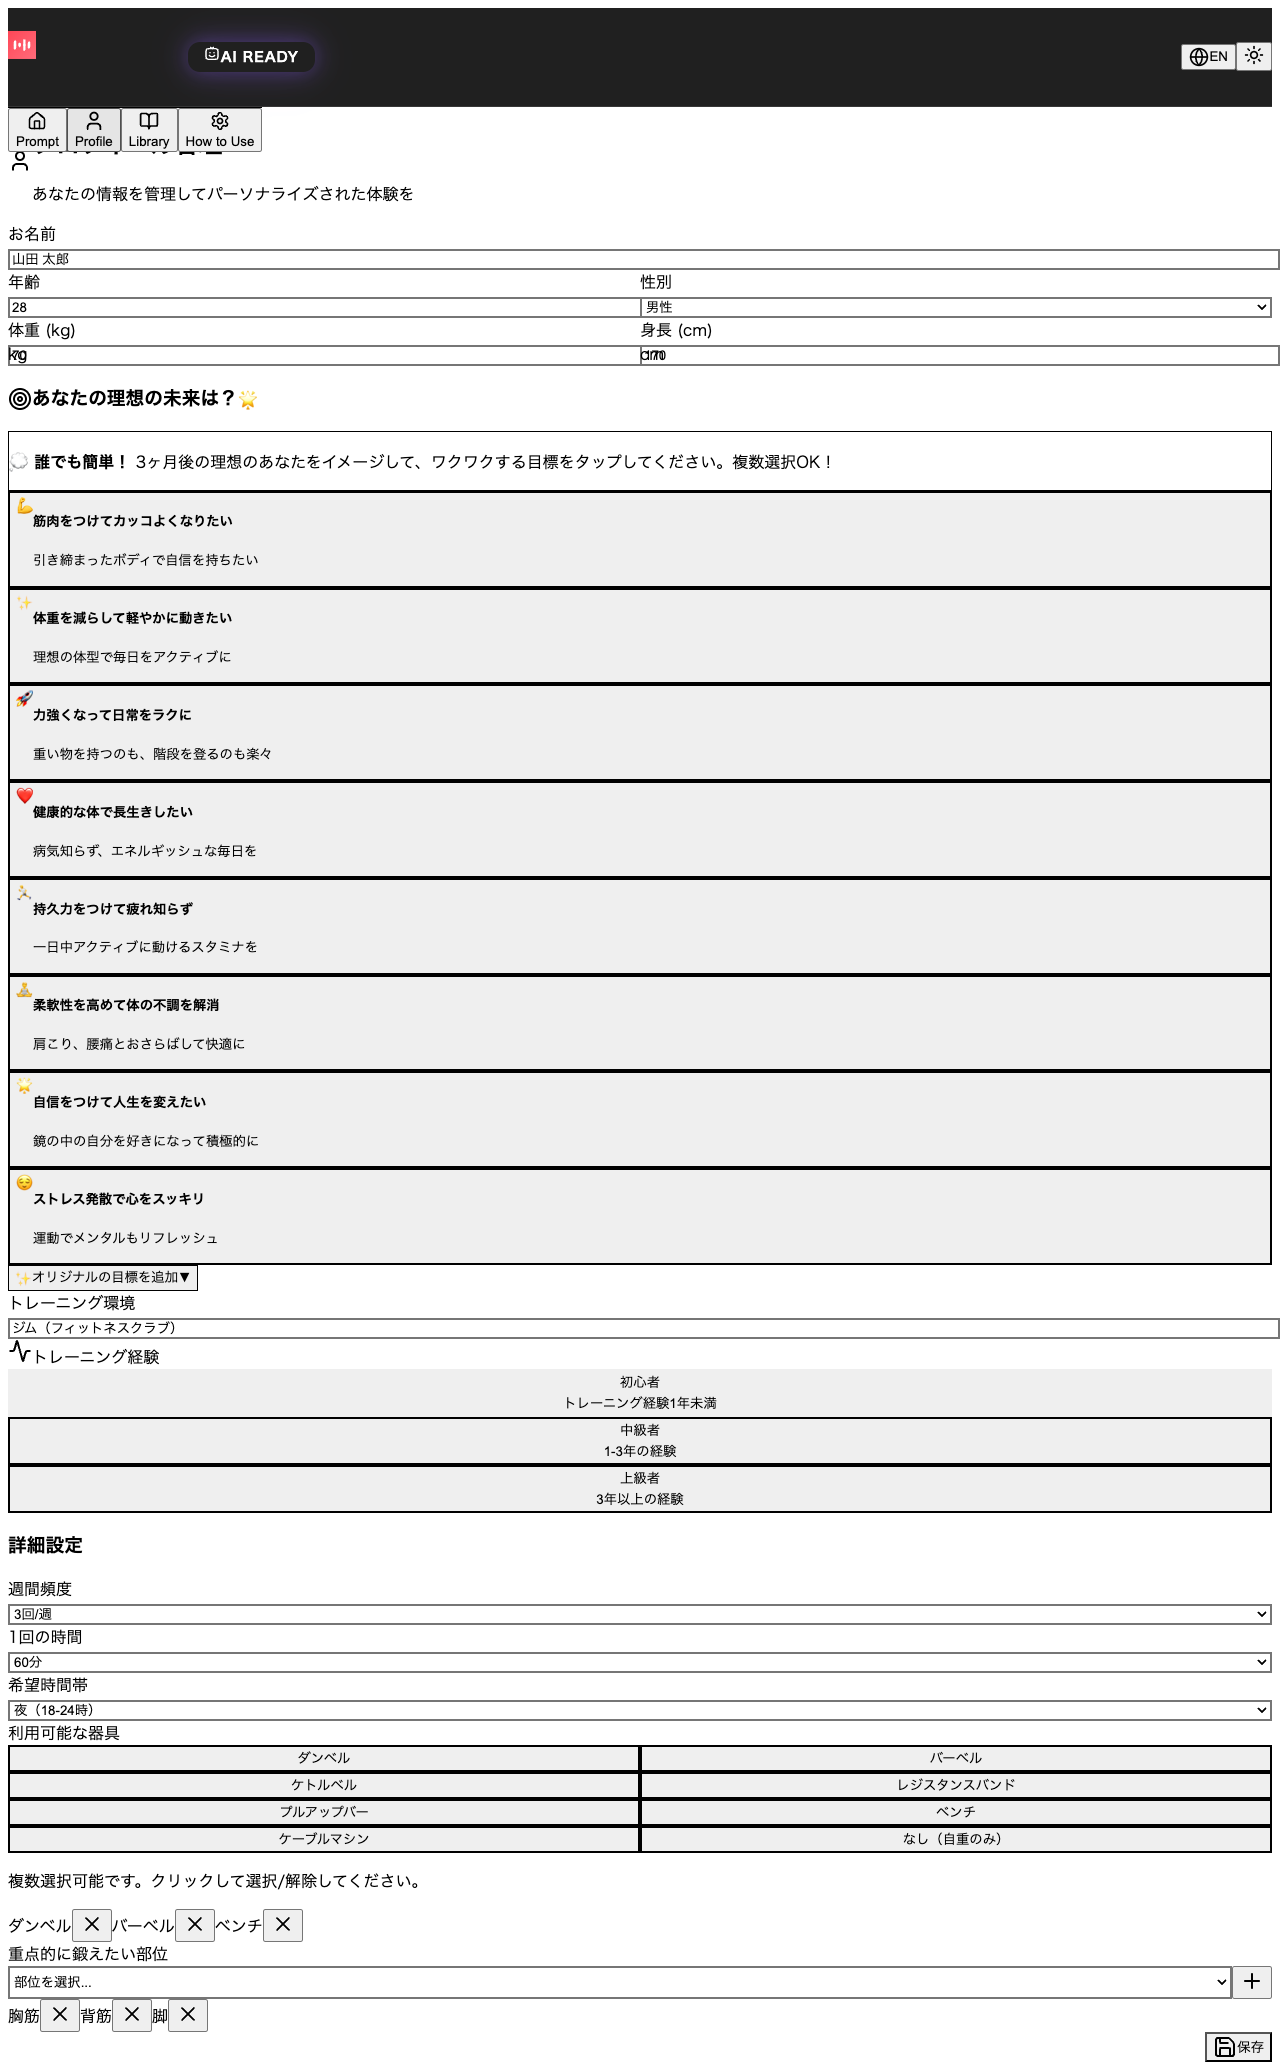 AI READY
EN
Prompt
Profile
Library
How to Use
あなたの情報を管理してパーソナライズされた体験を
お名前
山田 太郎
年齢
性別
28
男性
体重 (kg)
身長 (cm)
kg
70
cm
170
あなたの理想の未来は？🌟
💭 誰でも簡単！ 3ヶ月後の理想のあなたをイメージして、ワクワクする目標をタップしてください。複数選択OK！
💪
筋肉をつけてカッコよくなりたい
引き締まったボディで自信を持ちたい
✨
体重を減らして軽やかに動きたい
理想の体型で毎日をアクティブに
🚀
力強くなって日常をラクに
重い物を持つのも、階段を登るのも楽々
❤️
健康的な体で長生きしたい
病気知らず、エネルギッシュな毎日を
持久力をつけて疲れ知らず
一日中アクティブに動けるスタミナを
柔軟性を高めて体の不調を解消
肩こり、腰痛とおさらばして快適に
🌟
自信をつけて人生を変えたい
鏡の中の自分を好きになって積極的に
😌
ストレス発散で心をスッキリ
運動でメンタルもリフレッシュ
✨オリジナルの目標を追加▼
トレーニング環境
ジム（フィットネスクラブ）
トレーニング経験
初心者
トレーニング経験1年未満
中級者
1-3年の経験
上級者
3年以上の経験
詳細設定
週間頻度
3回/週
1回の時間
60分
希望時間帯
夜（18-24時）
利用可能な器具
ダンベル
バーベル
ケトルベル
レジスタンスバンド
プルアップバー
ベンチ
ケーブルマシン
なし（自重のみ）
複数選択可能です。クリックして選択/解除してください。
ダンベル バーベル ベンチ
重点的に鍛えたい部位
部位を選択...
胸筋 背筋 脚
保存